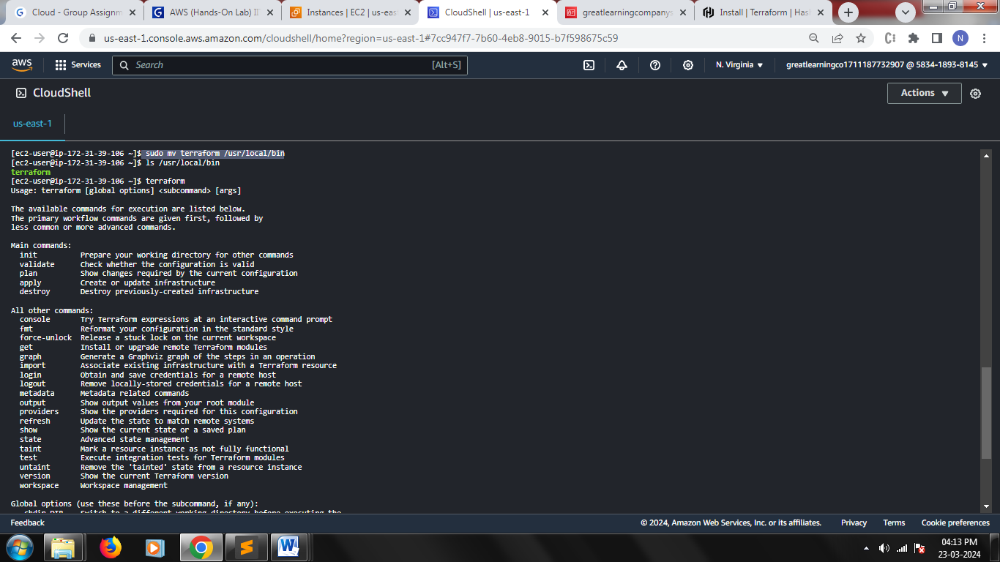 Cloud - Group Assignm
AWS (Hands-On Lab) I
Instances | EC2 | us-eas
CloudShell | us-east-1
greatlearningcompanys
Install | Terraform | Has
us-east-1.console.aws.amazon.com/cloudshell/home?region=us-east-1#7cc947f7-7b60-4eb8-9015-b7f598675c59
N
aws
Services
Search
[Alt+S]
N. Virginia
greatlearningco1711187732907 @ 5834-1893-8145
CloudShell
Actions
us-east-1
[ec2-user@ip-172-31-39-106 ~]$ sudo mv terraform /usr/local/bin
[ec2-user@ip-172-31-39-106 ~]$ ls /usr/local/bin
terraform
[ec2-user@ip-172-31-39-106 ~]$ terraform
Usage: terraform [global options] <subcommand> [args]
The available commands for execution are listed below.
The primary workflow commands are given first, followed by
less common or more advanced commands.
Main commands:
init Prepare your working directory for other commands
validate Check whether the configuration is valid
plan Show changes required by the current configuration
apply Create or update infrastructure
destroy Destroy previously-created infrastructure
All other commands:
console Try Terraform expressions at an interactive command prompt
fmt Reformat your configuration in the standard style
force-unlock Release a stuck lock on the current workspace
get Install or upgrade remote Terraform modules
graph Generate a Graphviz graph of the steps in an operation
import Associate existing infrastructure with a Terraform resource
login Obtain and save credentials for a remote host
logout Remove locally-stored credentials for a remote host
metadata Metadata related commands
output Show output values from your root module
providers Show the providers required for this configuration
refresh Update the state to match remote systems
show Show the current state or a saved plan
state Advanced state management
taint Mark a resource instance as not fully functional
test Execute integration tests for Terraform modules
untaint Remove the 'tainted' state from a resource instance
version Show the current Terraform version
workspace Workspace management
Global options (use these before the subcommand, if any):
-chdir=DIR Switch to a different working directory before executing the
Feedback
© 2024, Amazon Web Services, Inc. or its affiliates.
Privacy
Terms
Cookie preferences
04:13 PM
23-03-2024